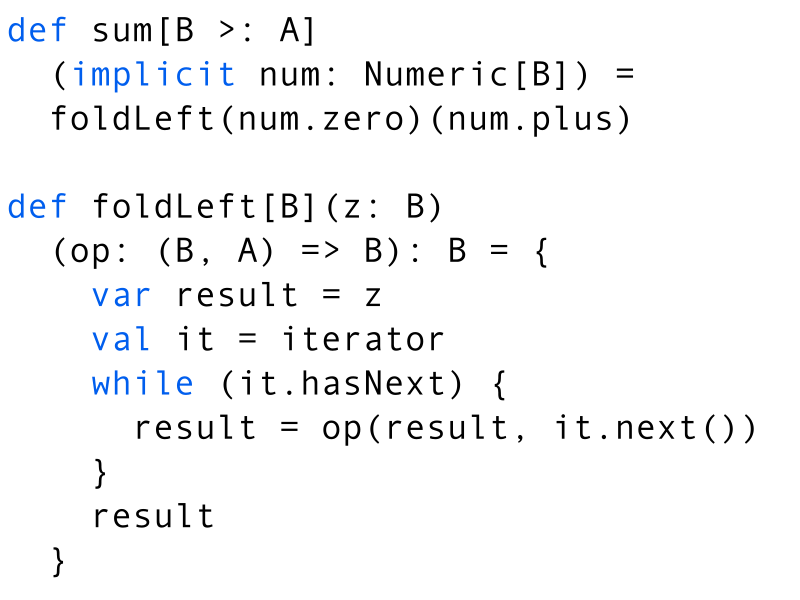 def sum[B >: A]
  (implicit num: Numeric[B]) =
  foldLeft(num.zero)(num.plus)

def foldLeft[B](z: B)
  (op: (B, A) => B): B = {
    var result = z
    val it = iterator
    while (it.hasNext) {
      result = op(result, it.next())
    }
    result
  }